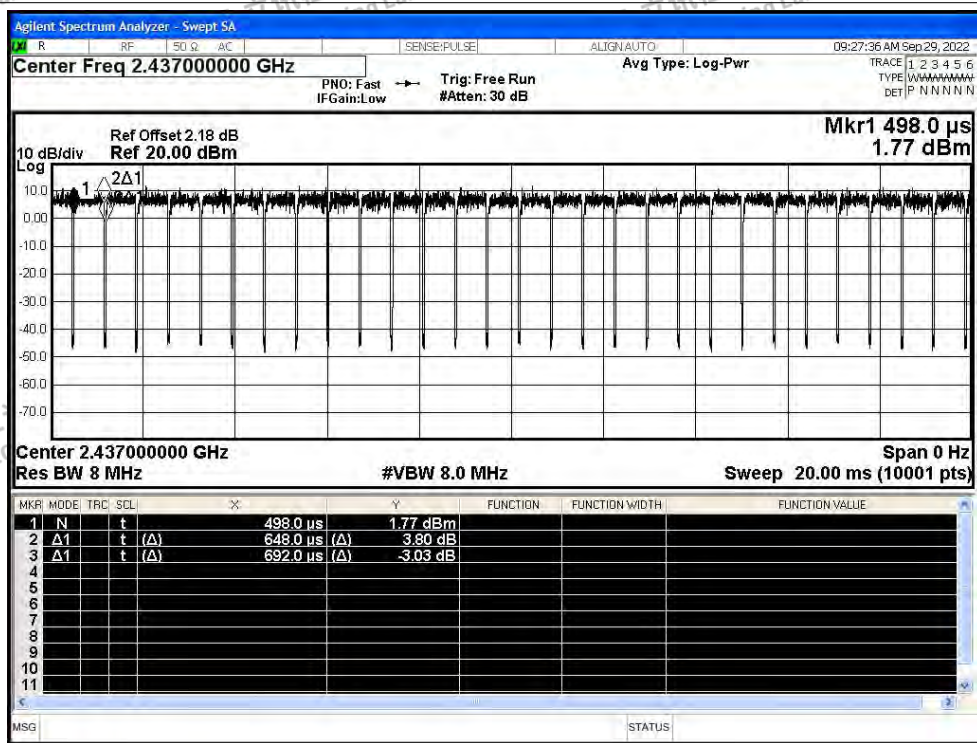 Agilent Spectrum Analyzer - Swept SA
R RF 50 Ω AC SENSE:PULSE ALIGN AUTO 09:27:36 AM Sep 29, 2022
Center Freq 2.437000000 GHz Avg Type: Log-Pwr TRACE 1 2 3 4 5 6
PNO: Fast Trig: Free Run TYPE WWWWWW
IFGain:Low #Atten: 30 dB DET P N N N N N
Mkr1 498.0 µs
Ref Offset 2.18 dB
10 dB/div Ref 20.00 dBm 1.77 dBm
Log
1 2Δ1
10.0
0.00
-10.0
-20.0
-30.0
-40.0
-50.0
-60.0
-70.0
Center 2.437000000 GHz Span 0 Hz
Res BW 8 MHz #VBW 8.0 MHz Sweep 20.00 ms (10001 pts)
MKR MODE TRC SCL X Y FUNCTION FUNCTION WIDTH FUNCTION VALUE
1 N t 498.0 µs 1.77 dBm
2 Δ1 t (Δ) 648.0 µs (Δ) 3.80 dB
3 Δ1 t (Δ) 692.0 µs (Δ) -3.03 dB
4
5
6
7
8
9
10
11
MSG STATUS